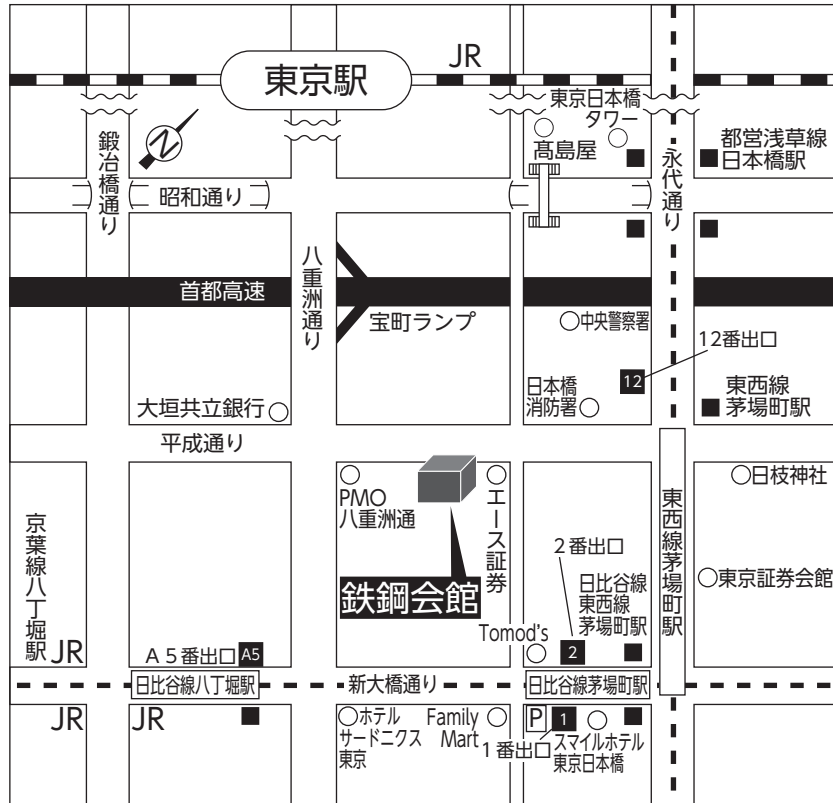 JR
東京駅
東京日本橋
タワー
髙島屋
都営浅草線
日本橋駅
鍛冶橋通り
N
昭和通り
永代通り
八重洲通り
首都高速
宝町ランプ
中央警察署
12番出口
12
日本橋
消防署
東西線
茅場町駅
大垣共立銀行
平成通り
PMO
八重洲通
エース証券
日枝神社
京葉線八丁堀駅
JR
鉄鋼会館
2番出口
日比谷線
東西線
茅場町駅
東西線茅場町駅
東京証券会館
Tomod's
2
A5番出口
A5
日比谷線八丁堀駅
新大橋通り
日比谷線茅場町駅
JR
JR
ホテル
サードニクス
東京
Family
Mart
P
1
1番出口
スマイルホテル
東京日本橋